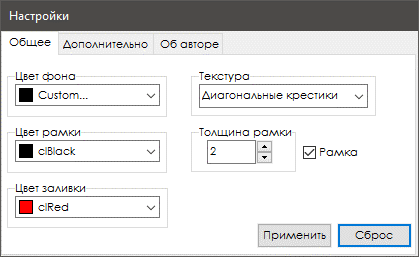 Настройки
Общее Дополнительно Об авторе
Цвет фона
Custom...
Текстура
Диагональные крестики
Цвет рамки
clBlack
Толщина рамки
2
Рамка
Цвет заливки
clRed
Применить Сброс